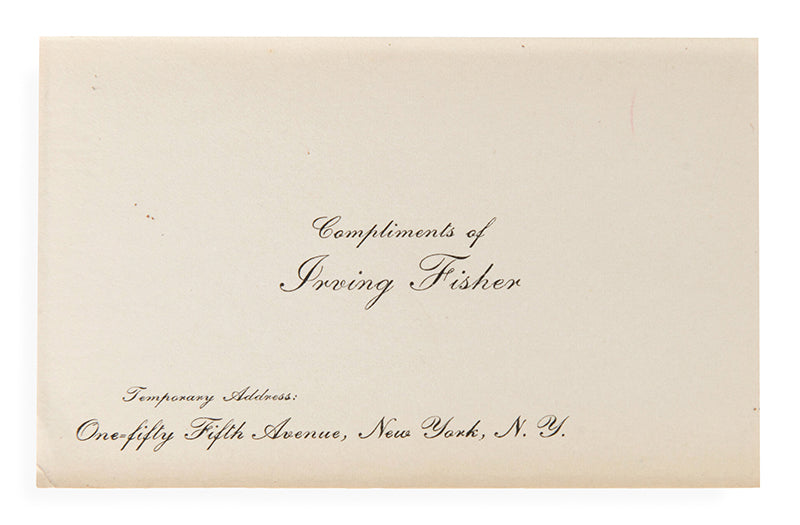 Compliments of
Irving Fisher
Temporary Address:
One-fifty Fifth Avenue, New York, N. Y.